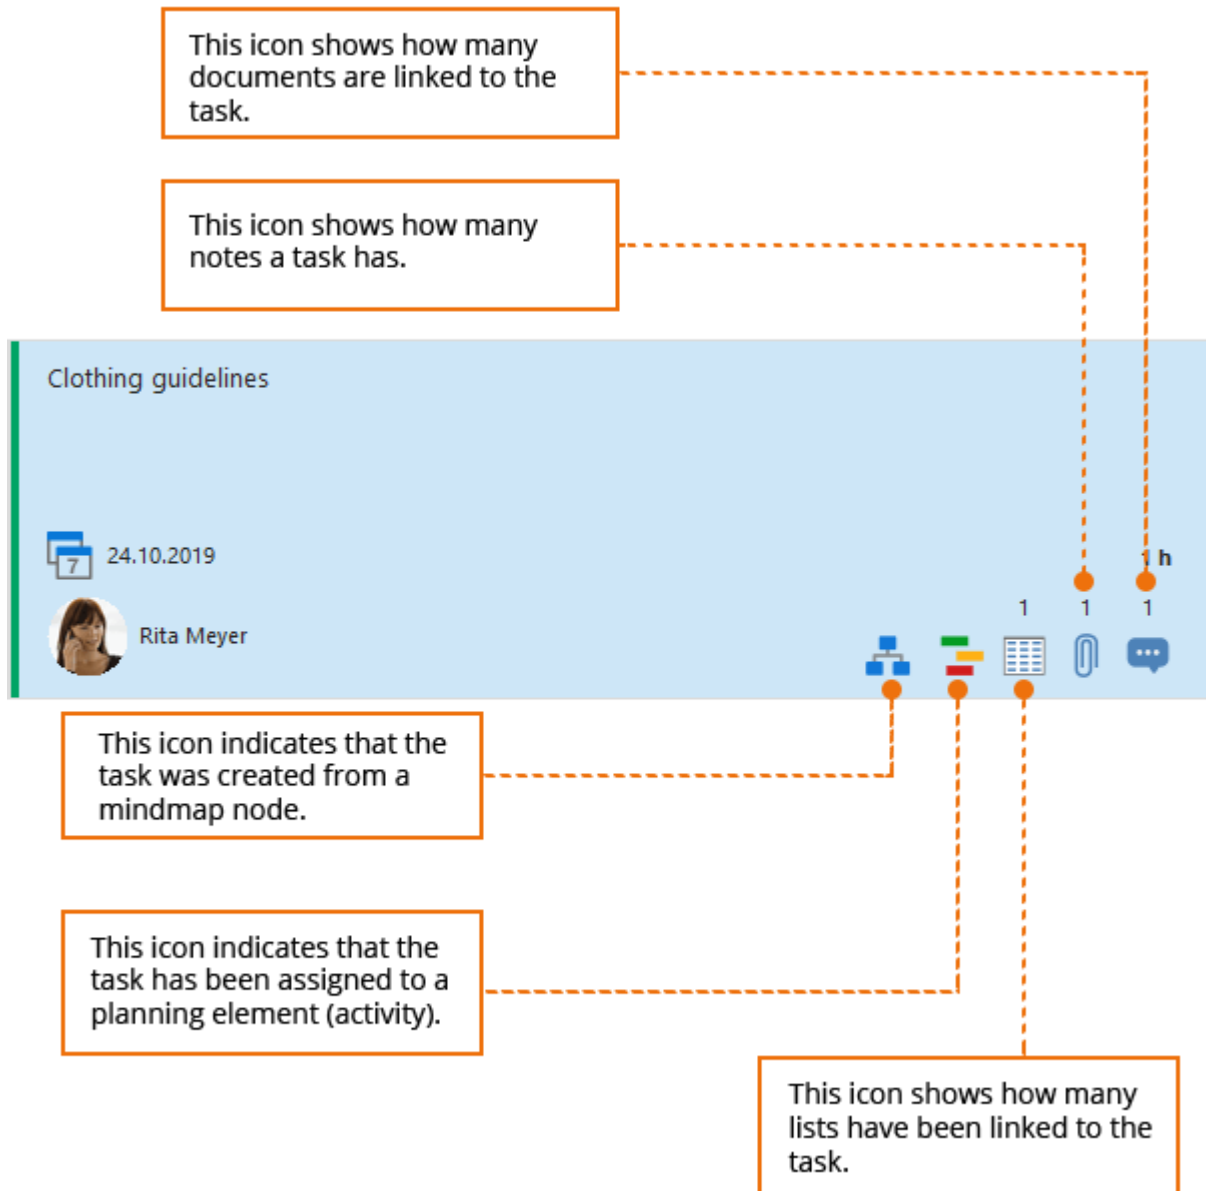 This icon shows how many
documents are linked to the
task.
This icon shows how many
notes a task has.
Clothing guidelines
7
24.10.2019
1 h
Rita Meyer
1
1
1
This icon indicates that the
task was created from a
mindmap node.
This icon indicates that the
task has been assigned to a
planning element (activity).
This icon shows how many
lists have been linked to the
task.